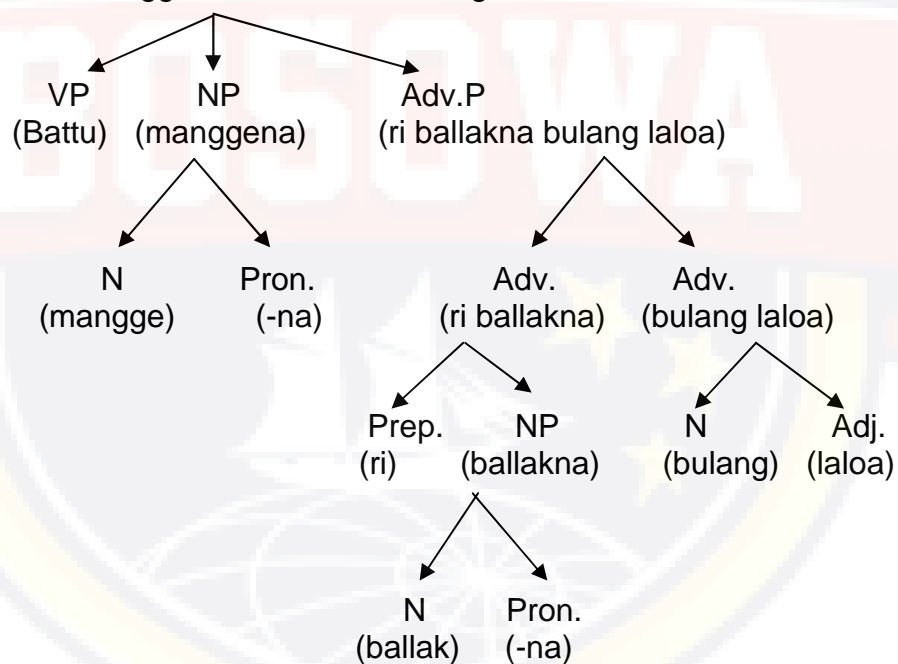 VP NP Adv.P
(Battu) (manggena) (ri ballakna bulang laloa)
N Pron. Adv. Adv.
(mangge) (-na) (ri ballakna) (bulang laloa)
Prep. NP N Adj.
(ri) (ballakna) (bulang) (laloa)
N Pron.
(ballak) (-na)
BOSOWA